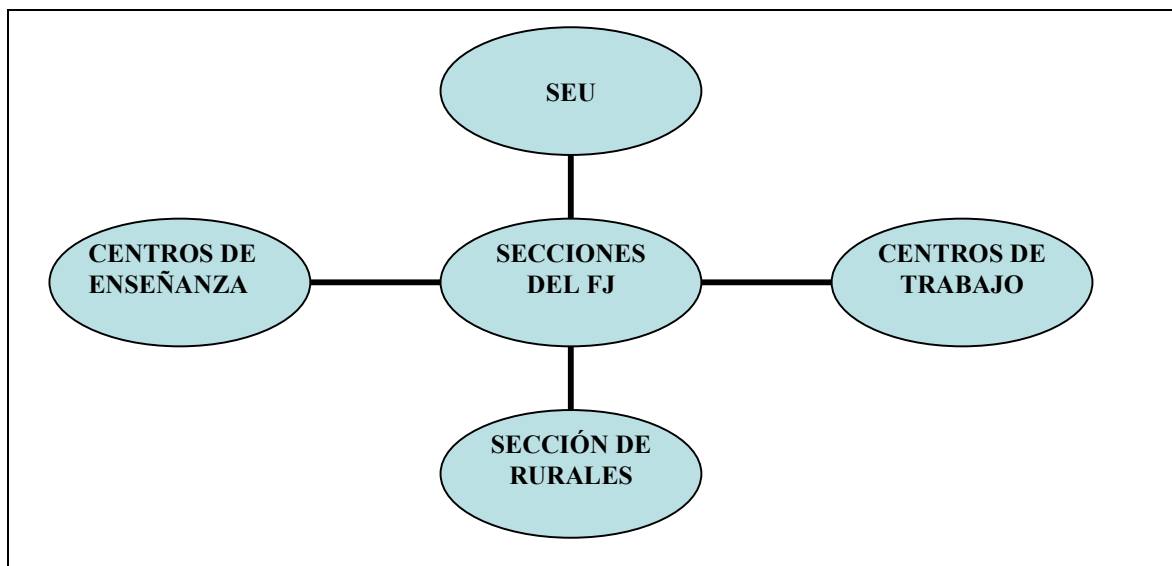 SEU
CENTROS DE
ENSEÑANZA
SECCIONES
DEL FJ
CENTROS DE
TRABAJO
SECCIÓN DE
RURALES